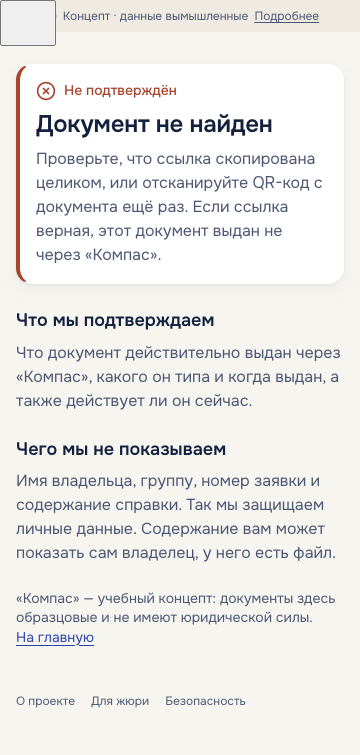 Концепт · данные вымышленные Подробнее
Не подтверждён
Документ не найден
Проверьте, что ссылка скопирована
целиком, или отсканируйте QR-код с
документа ещё раз. Если ссылка
верная, этот документ выдан не
через «Компас».
Что мы подтверждаем
Что документ действительно выдан через
«Компас», какого он типа и когда выдан, а
также действует ли он сейчас.
Чего мы не показываем
Имя владельца, группу, номер заявки и
содержание справки. Так мы защищаем
личные данные. Содержание вам может
показать сам владелец, у него есть файл.
«Компас» — учебный концепт: документы здесь
образцовые и не имеют юридической силы.
На главную
О проекте Для жюри Безопасность